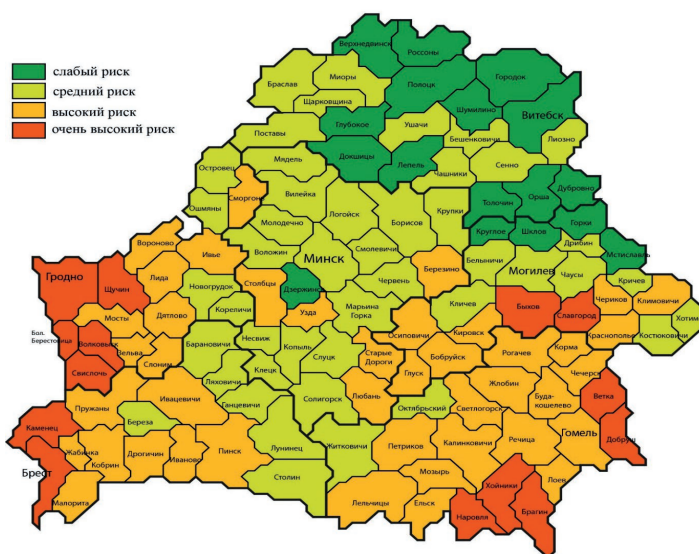 слабый риск
средний риск
высокий риск
очень высокий риск
Верхнедвинск
Россоны
Браслав
Миоры
Полоцк
Городок
Шарковщина
Глубокое
Ушачи
Шумилино
Витебск
Поставы
Бешенковичи
Лиозно
Докшицы
Лепель
Чашники
Сенно
Островец
Мядель
Ошмяны
Сморгонь
Вилейка
Логойск
Борисов
Крупки
Толочин
Орша
Дубровно
Молодечно
Круглое
Шклов
Горки
Вороново
Ивье
Воложин
Минск
Смолевичи
Белыничи
Дрибин
Мстиславль
Гродно
Щучин
Лида
Новогрудок
Столбцы
Дзержинск
Червень
Березино
Могилев
Чаусы
Кричев
Мосты
Дятлово
Кореличи
Узда
Марьина
Горка
Кличев
Быхов
Славгород
Чериков
Климовичи
Бол.
Берестовица
Волковыск
Зельва
Слоним
Барановичи
Несвиж
Копыль
Слуцк
Осиповичи
Кировск
Краснополье
Костюковичи
Хотимск
Свислочь
Ляховичи
Клецк
Старые
Дороги
Глуск
Бобруйск
Рогачев
Корма
Чечерск
Пружаны
Ивацевичи
Ганцевичи
Солигорск
Любань
Октябрьский
Светлогорск
Жлобин
Буда-
кошелево
Ветка
Каменец
Береза
Пинск
Лунинец
Житковичи
Петриков
Калинковичи
Речица
Гомель
Добруш
Жабинка
Кобрин
Дрогичин
Иваново
Столин
Мозырь
Хойники
Лоев
Брест
Малорита
Лельчицы
Ельск
Наровля
Брагин